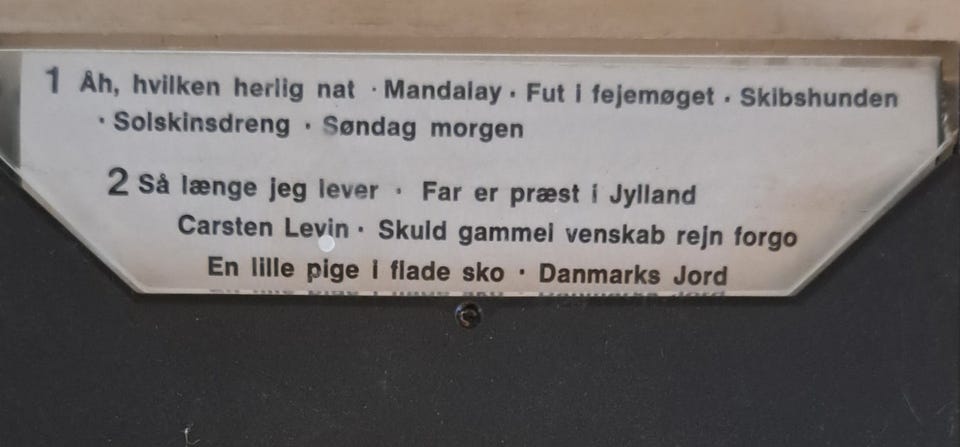 1 Åh, hvilken herlig nat · Mandalay · Fut i fejemøget · Skibshunden
· Solskinsdreng · Søndag morgen
2 Så længe jeg lever · Far er præst i Jylland
Carsten Levin · Skuld gammel venskab rejn forgo
En lille pige i flade sko · Danmarks Jord